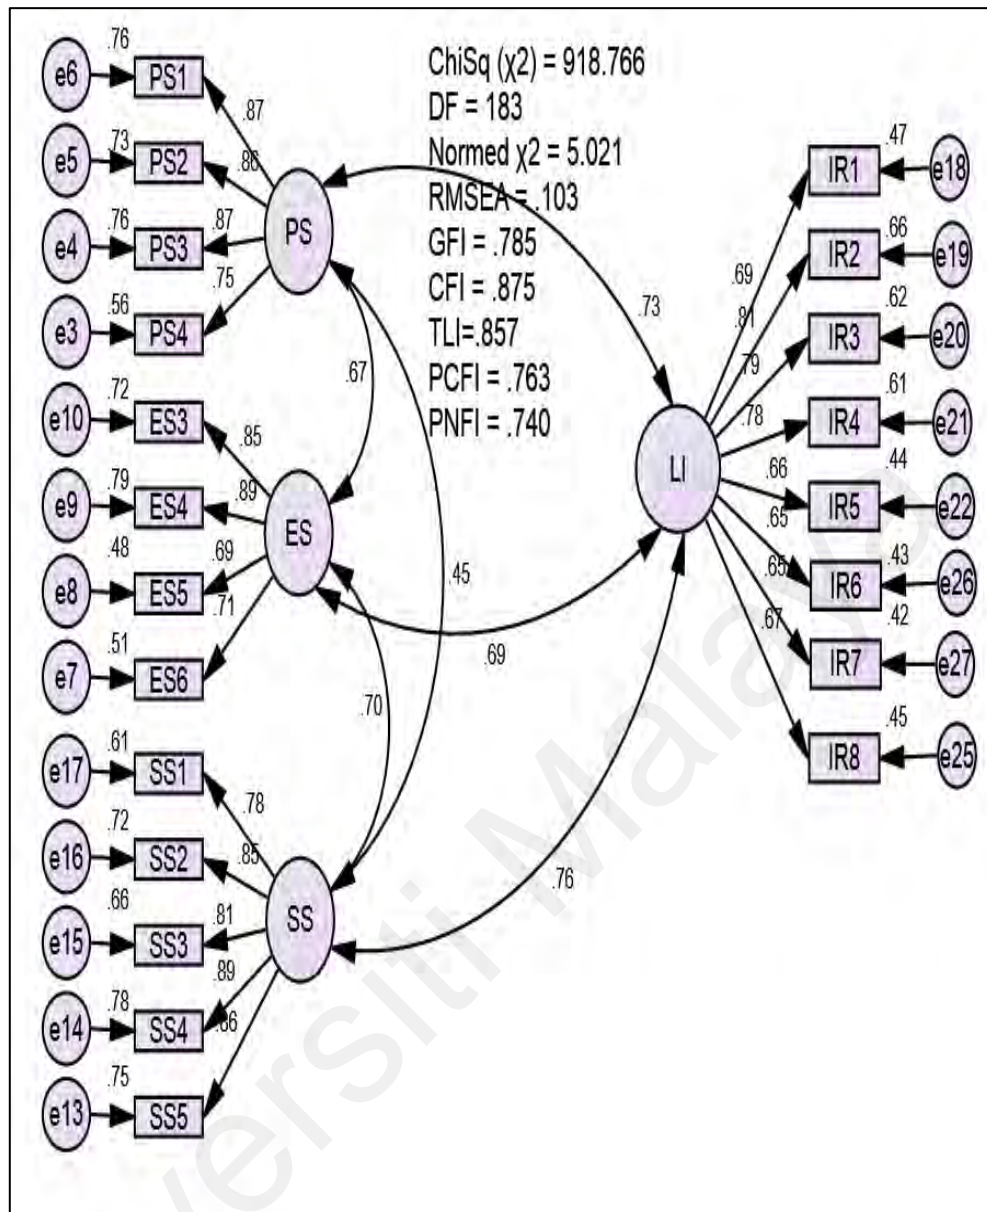 ChiSq (χ2) = 918.766
DF = 183
Normed χ2 = 5.021
RMSEA = .103
GFI = .785
CFI = .875
TLI=.857
PCFI = .763
PNFI = .740
e6 .76 PS1 .87
e5 .73 PS2 .86
e4 .76 PS3 .87
e3 .56 PS4 .75
PS
e10 .72 ES3 .85
e9 .79 ES4 .89
e8 .48 ES5 .69
e7 .51 ES6 .71
ES
e17 .61 SS1 .78
e16 .72 SS2 .85
e15 .66 SS3 .81
e14 .78 SS4 .89
e13 .75 SS5 .86
SS
.67
.45
.70
.73
.69
.76
LI
.69 IR1 .47 e18
.81 IR2 .66 e19
.79 IR3 .62 e20
.78 IR4 .61 e21
.66 IR5 .44 e22
.65 IR6 .43 e26
.65 IR7 .42 e27
.67 IR8 .45 e25
versiti Malaya